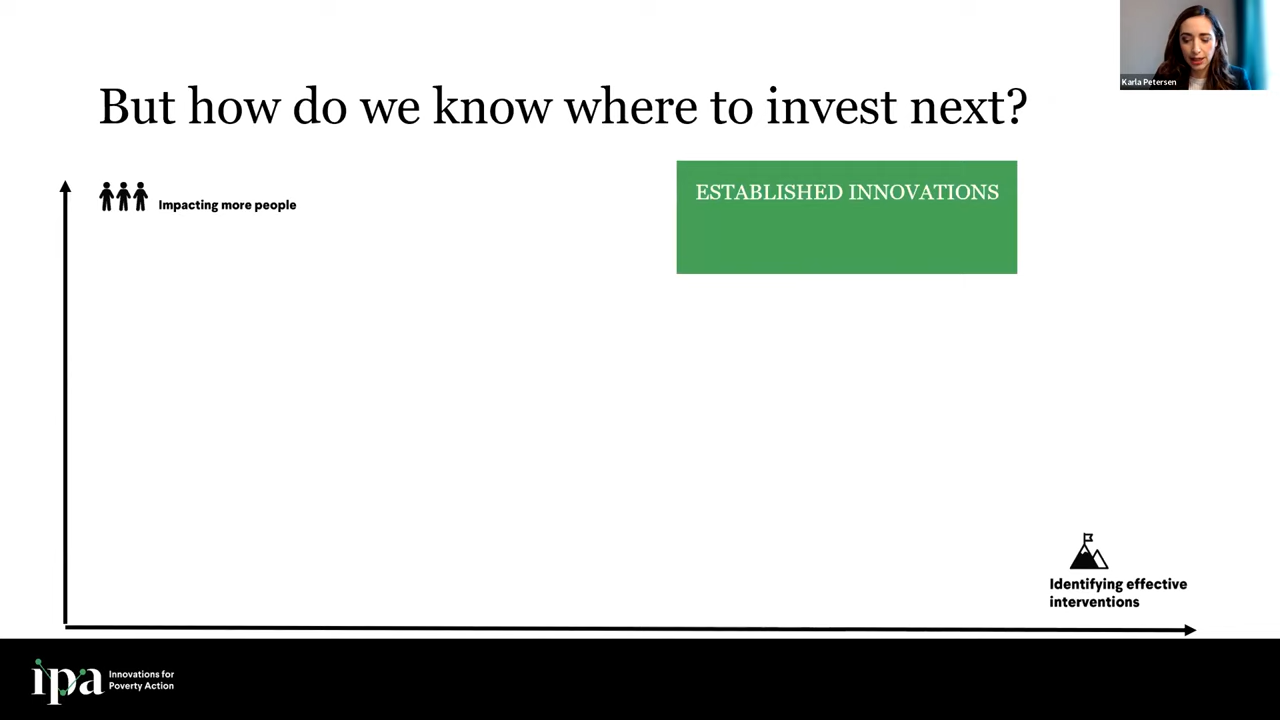 Karla Petersen
But how do we know where to invest next?
ESTABLISHED INNOVATIONS
Impacting more people
Identifying effective
interventions
ipa
Innovations for
Poverty Action